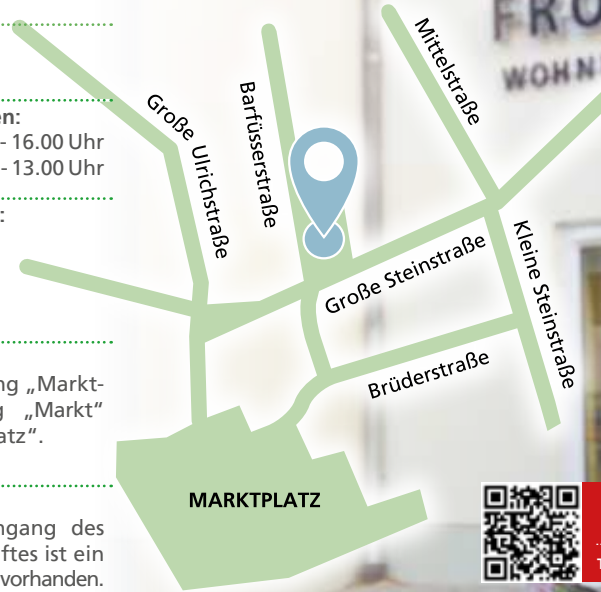 en:
- 16.00 Uhr
- 13.00 Uhr
:
ng „Markt-
g „Markt“
atz“.
ngang des
ftes ist ein
vorhanden.
FRO
WOHN
Mittelstraße
Große Ulrichstraße
Barfüsserstraße
Große Steinstraße
Kleine Steinstraße
Brüderstraße
MARKTPLATZ